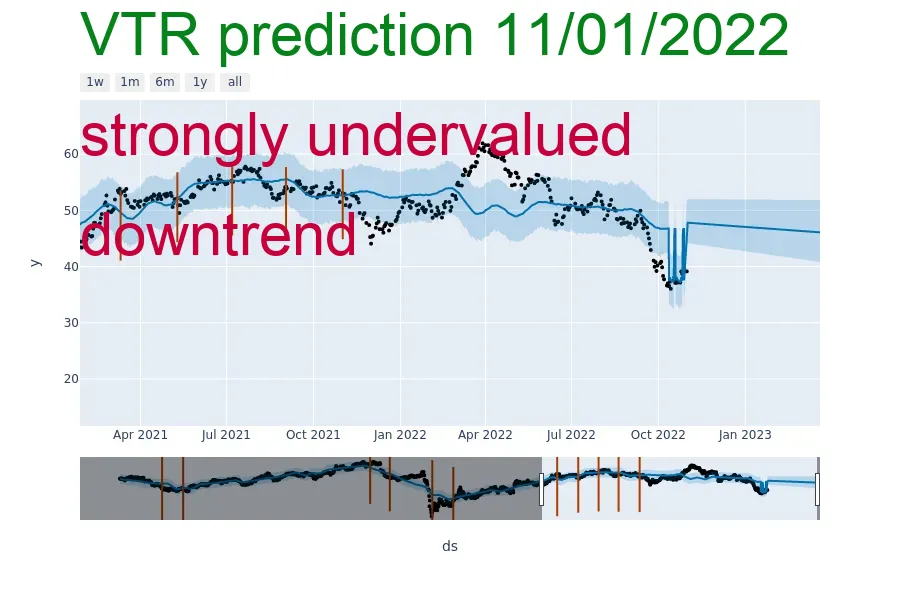 VTR prediction 11/01/2022
1w 1m 6m 1y all
strongly undervalued
downtrend
60
50
40
30
20
y
Apr 2021 Jul 2021 Oct 2021 Jan 2022 Apr 2022 Jul 2022 Oct 2022 Jan 2023
ds